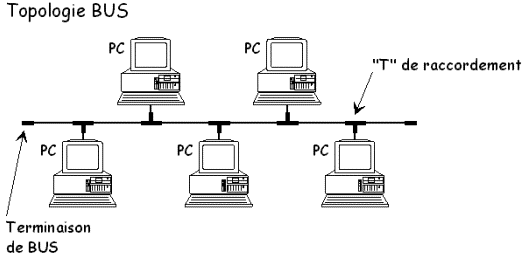 Topologie BUS
PC
PC
"T" de raccordement
PC
PC
PC
Terminaison
de BUS